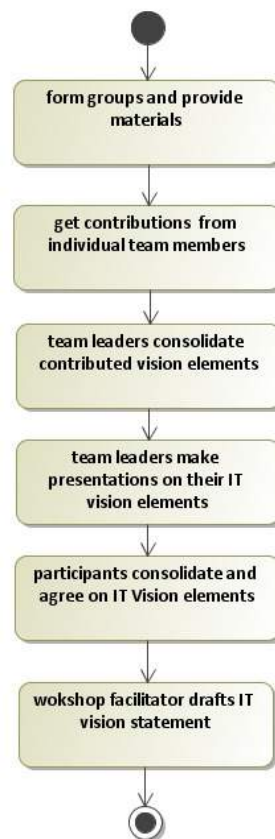 form groups and provide
materials
get contributions from
individual team members
team leaders consolidate
contributed vision elements
team leaders make
presentations on their IT
vision elements
participants consolidate and
agree on IT Vision elements
wokshop facilitator drafts IT
vision statement